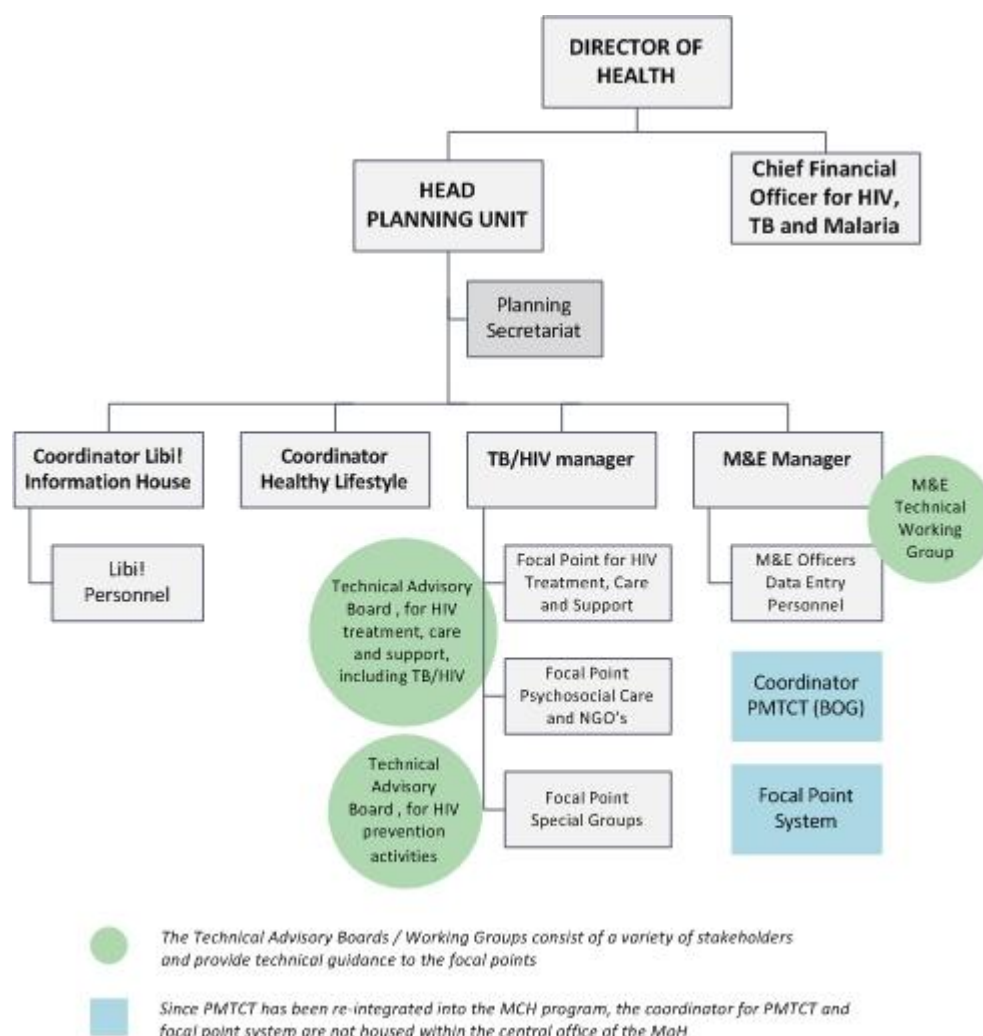 DIRECTOR OF
HEALTH
HEAD
PLANNING UNIT
Chief Financial
Officer for HIV,
TB and Malaria
Planning
Secretariat
Coordinator Libi!
Information House
Coordinator
Healthy Lifestyle
TB/HIV manager
M&E Manager
M&E
Technical
Working
Group
Libi!
Personnel
Technical Advisory
Board , for HIV
treatment, care
and support,
including TB/HIV
Focal Point for HIV
Treatment, Care
and Support
M&E Officers
Data Entry
Personnel
Focal Point
Psychosocial Care
and NGO's
Coordinator
PMTCT (BOG)
Technical
Advisory
Board , for HIV
prevention
activities
Focal Point
Special Groups
Focal Point
System
The Technical Advisory Boards / Working Groups consist of a variety of stakeholders
and provide technical guidance to the focal points
Since PMTCT has been re-integrated into the MCH program, the coordinator for PMTCT and
focal point system are not housed within the central office of the MoH